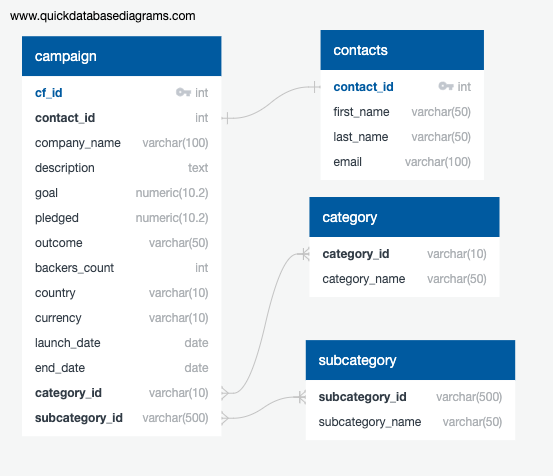 www.quickdatabasediagrams.com
campaign
cf_id int
contact_id int
company_name varchar(100)
description text
goal numeric(10.2)
pledged numeric(10.2)
outcome varchar(50)
backers_count int
country varchar(10)
currency varchar(10)
launch_date date
end_date date
category_id varchar(10)
subcategory_id varchar(500)
contacts
contact_id int
first_name varchar(50)
last_name varchar(50)
email varchar(100)
category
category_id varchar(10)
category_name varchar(50)
subcategory
subcategory_id varchar(500)
subcategory_name varchar(50)